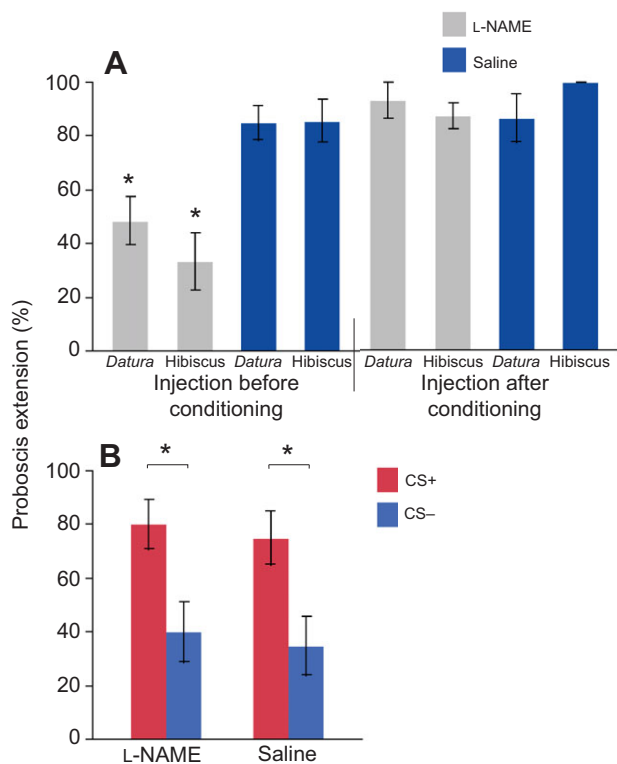 L-NAME
Saline
A
100
80
60
40
20
0
* *
Datura Hibiscus Datura Hibiscus Datura Hibiscus Datura Hibiscus
Injection before conditioning
Injection after conditioning
Proboscis extension (%)
B
100
80
60
40
20
0
* *
CS+
CS–
L-NAME Saline